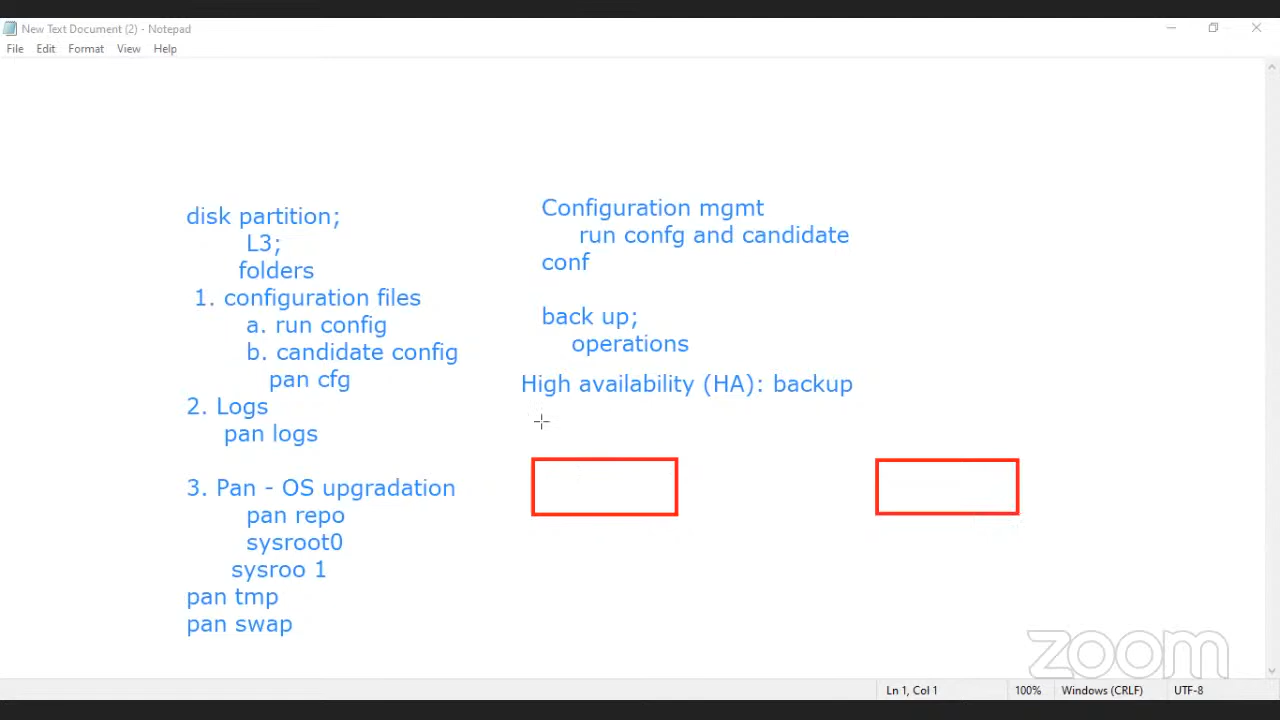 New Text Document (2) - Notepad
File Edit Format View Help
disk partition;
L3;
folders
1. configuration files
a. run config
b. candidate config
pan cfg
2. Logs
pan logs
3. Pan - OS upgradation
pan repo
sysroot0
sysroo 1
pan tmp
pan swap
Configuration mgmt
run confg and candidate
conf
back up;
operations
High availability (HA): backup
zoom
Ln 1, Col 1 100% Windows (CRLF) UTF-8